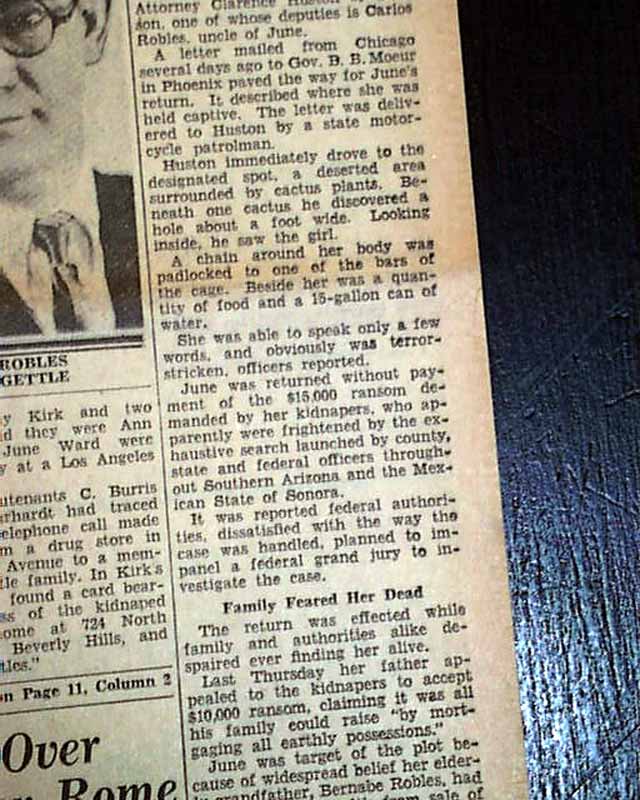 Attorney Clarence Huston
son, one of whose deputies is Carlos
Robles, uncle of June.
A letter mailed from Chicago
several days ago to Gov. B. B. Moeur
in Phoenix paved the way for June's
return. It described where she was
held captive. The letter was deliv-
ered to Huston by a state motor-
cycle patrolman.
Huston immediately drove to the
designated spot, a deserted area
surrounded by cactus plants. Be-
neath one cactus he discovered a
hole about a foot wide. Looking
inside, he saw the girl.
A chain around her body was
padlocked to one of the bars of
the cage. Beside her was a quan-
tity of food and a 15-gallon can of
water.
She was able to speak only a few
words, and obviously was terror-
stricken, officers reported.
June was returned without pay-
ment of the $15,000 ransom de-
manded by her kidnapers, who ap-
parently were frightened by the ex-
haustive search launched by county,
state and federal officers through-
out Southern Arizona and the Mex-
ican State of Sonora.
It was reported federal authori-
ties, dissatisfied with the way the
case was handled, planned to im-
panel a federal grand jury to in-
vestigate the case.
Family Feared Her Dead
The return was effected while
family and authorities alike de-
spaired ever finding her alive.
Last Thursday her father ap-
pealed to the kidnapers to accept
$10,000 ransom, claiming it was all
his family could raise "by mort-
gaging all earthly possessions."
June was target of the plot be-
cause of widespread belief her elder-
grandfather, Bernabe Robles, had
from sale of
ROBLES
GETTLE
y Kirk and two
d they were Ann
June Ward were
y at a Los Angeles
utenants C. Burris
rhardt had traced
elephone call made
m a drug store in
Avenue to a mem-
tle family. In Kirk's
found a card bear-
ss of the kidnaped
ome at 724 North
Beverly Hills, and
tles."
n Page 11, Column 2
Over
Rome